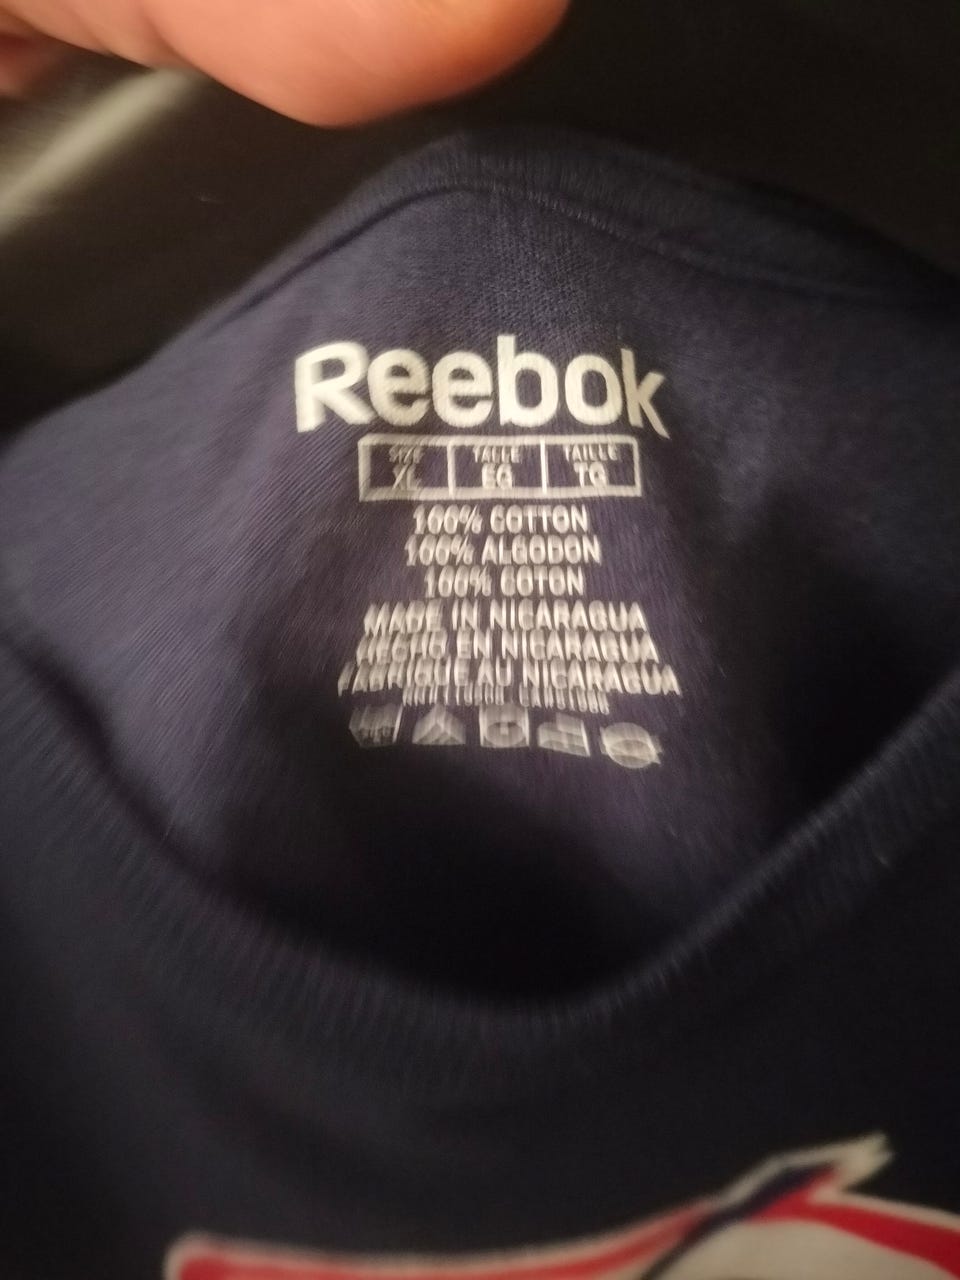 Reebok
SIZE TALLE TAILLE
XL EG TG
100% COTTON
100% ALGODON
100% COTON
MADE IN NICARAGUA
HECHO EN NICARAGUA
FABRIQUE AU NICARAGUA